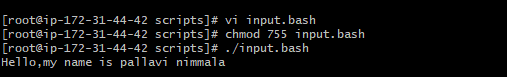 [root@ip-172-31-44-42 scripts]# vi input.bash
[root@ip-172-31-44-42 scripts]# chmod 755 input.bash
[root@ip-172-31-44-42 scripts]# ./input.bash
Hello,my name is pallavi nimmala